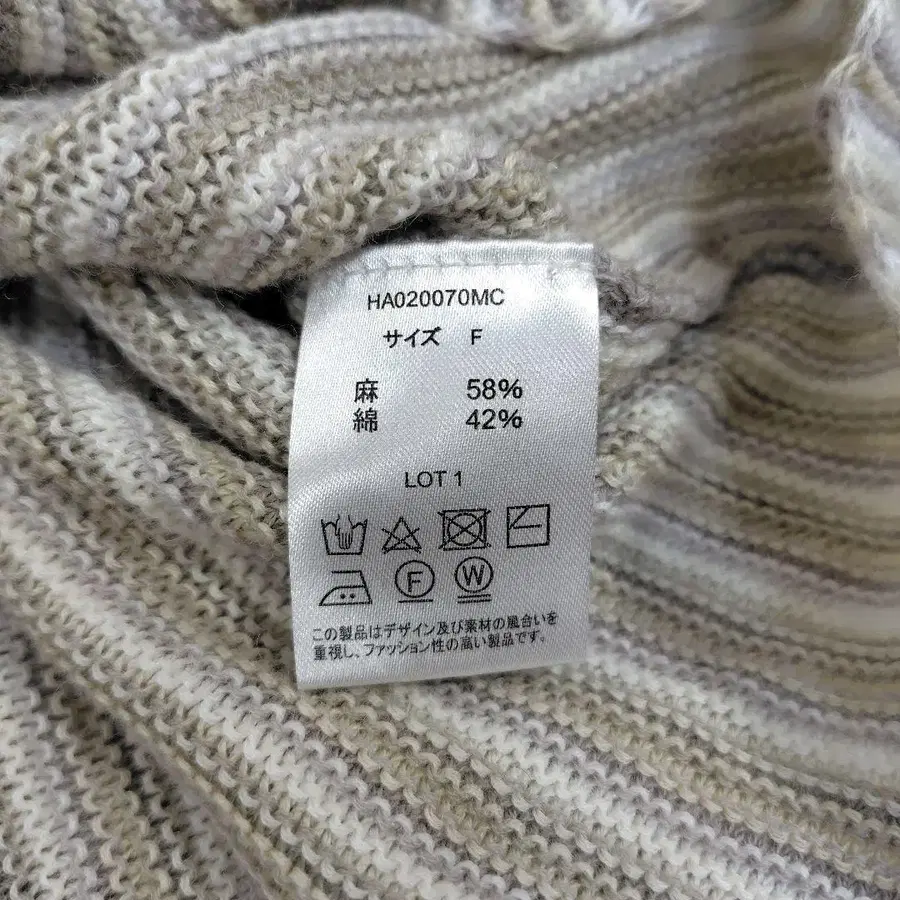 HA020070MC
サイズ F
麻 58%
綿 42%
LOT 1
F W
この製品はデザイン及び素材の風合いを
重視し、ファッション性の高い製品です。